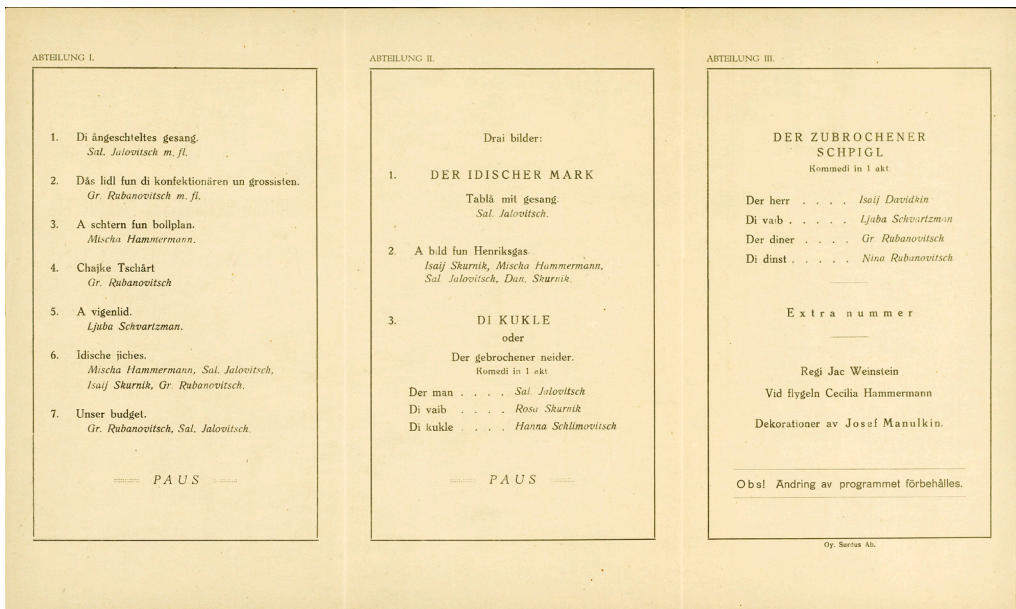 ABTEILUNG I.
1. Di ångeschteltes gesang.
Sal. Jalovitsch m. fl.
2. Dås lidl fun di konfektionären un grossisten.
Gr. Rubanovitsch m. fl.
3. A schtern fun bollplan.
Mischa Hammermann.
4. Chajke Tschårt
Gr. Rubanovitsch
5. A vigenlid.
Ljuba Schvartzman.
6. Idische jiches.
Mischa Hammermann, Sal. Jalovitsch,
Isaij Skurnik, Gr. Rubanovitsch.
7. Unser budget.
Gr. Rubanovitsch, Sal. Jalovitsch.
PAUS
ABTEILUNG II.
Drai bilder:
1. DER IDISCHER MARK
Tablå mit gesang.
Sal. Jalovitsch.
2. A bild fun Henriksgas.
Isaij Skurnik, Mischa Hammermann,
Sal. Jalovitsch, Dan. Skurnik.
3. DI KUKLE
oder
Der gebrochener neider.
Komedi in 1 akt.
Der man . . . . Sal. Jalovitsch
Di vaib . . . . Rosa Skurnik
Di kukle . . . . Hanna Schlimovitsch
PAUS
ABTEILUNG III.
DER ZUBROCHENER
SCHPIGL
Kommedi in 1 akt.
Der herr . . . . Isaij Davidkin
Di vaib . . . . . Ljuba Schvartzman
Der diner . . . . Gr. Rubanovitsch
Di dinst . . . . . Nina Rubanovitsch
Extra nummer
Regi Jac Weinstein
Vid flygeln Cecilia Hammermann
Dekorationer av Josef Manulkin.
Obs! Ändring av programmet förbehålles.
Oy. Surdus Ab.